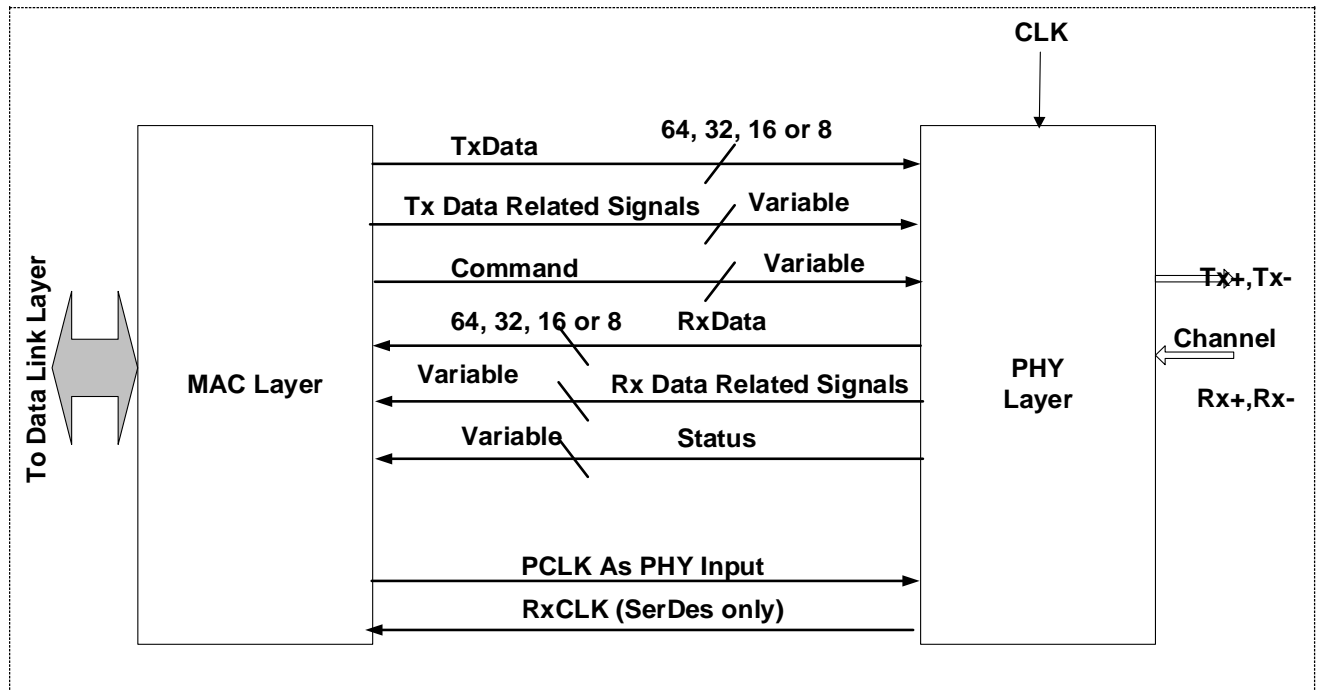 CLK
64, 32, 16 or 8
TxData
Tx Data Related Signals
Variable
Command
Variable
64, 32, 16 or 8
RxData
Variable
Rx Data Related Signals
Variable
Status
PCLK As PHY Input
RxCLK (SerDes only)
To Data Link Layer
MAC Layer
PHY
Layer
Tx+,Tx-
Channel
Rx+,Rx-